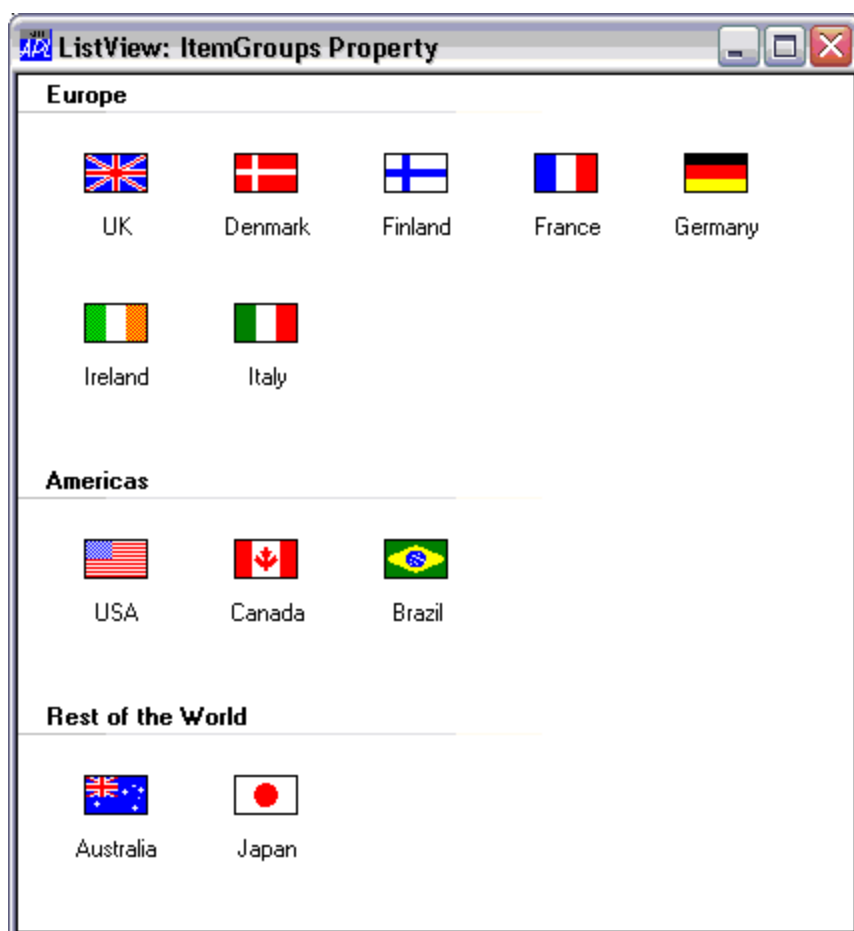 APL ListView: ItemGroups Property
Europe
UK Denmark Finland France Germany
Ireland Italy
Americas
USA Canada Brazil
Rest of the World
Australia Japan